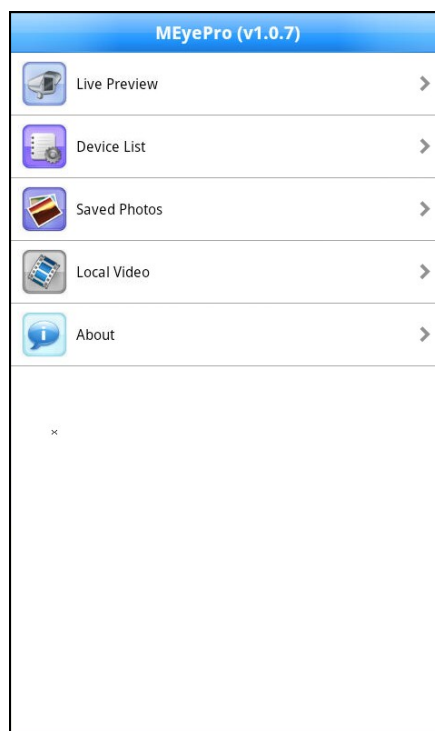 MEyePro (v1.0.7)
Live Preview
Device List
Saved Photos
Local Video
About